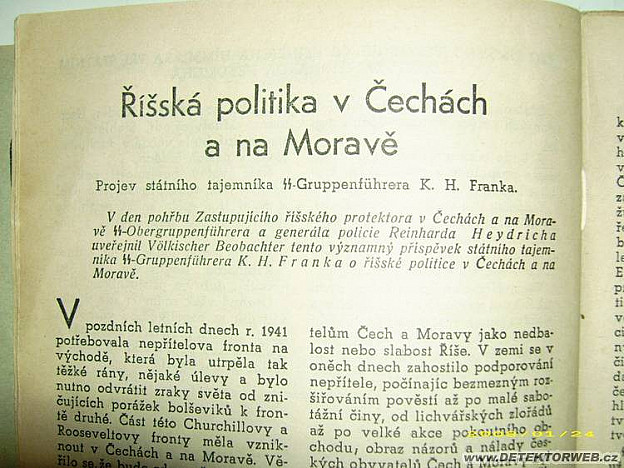 Říšská politika v Čechách
a na Moravě
Projev státního tajemníka SS-Gruppenführera K. H. Franka.
V den pohřbu Zastupujícího říšského protektora v Čechách a na Mora-
vě SS-Obergruppenführera a generála policie Reinharda Heydricha
uveřejnil Völkischer Beobachter tento významný příspěvek státního tajem-
níka SS-Gruppenführera K. H. Franka o říšské politice v Čechách a na
Moravě.
V pozdních letních dnech r. 1941
potřebovala nepřítelova fronta na
východě, která byla utrpěla tak
těžké rány, nějaké úlevy a bylo
znutno odvrátit zraky světa od zni-
čujících porážek bolševiků k fron-
tě druhé. Část této Churchillovy a
Rooseveltovy fronty měla vznik-
nout v Čechách a na Moravě. Vě-
telům Čech a Moravy jako nedba-
lost nebo slabost Říše. V zemi se v
oněch dnech zahostilo podporování
nepřítele, počínajíc bezmezným roz-
šiřováním pověstí až po malé sabo-
tážní činy, od lichvářských zlořádů
až po velké akce pokoutního ob-
chodu, obraz názorů a nálady čes-
kých obyvatelů Čech a
WWW.DETEKTORWEB.CZ